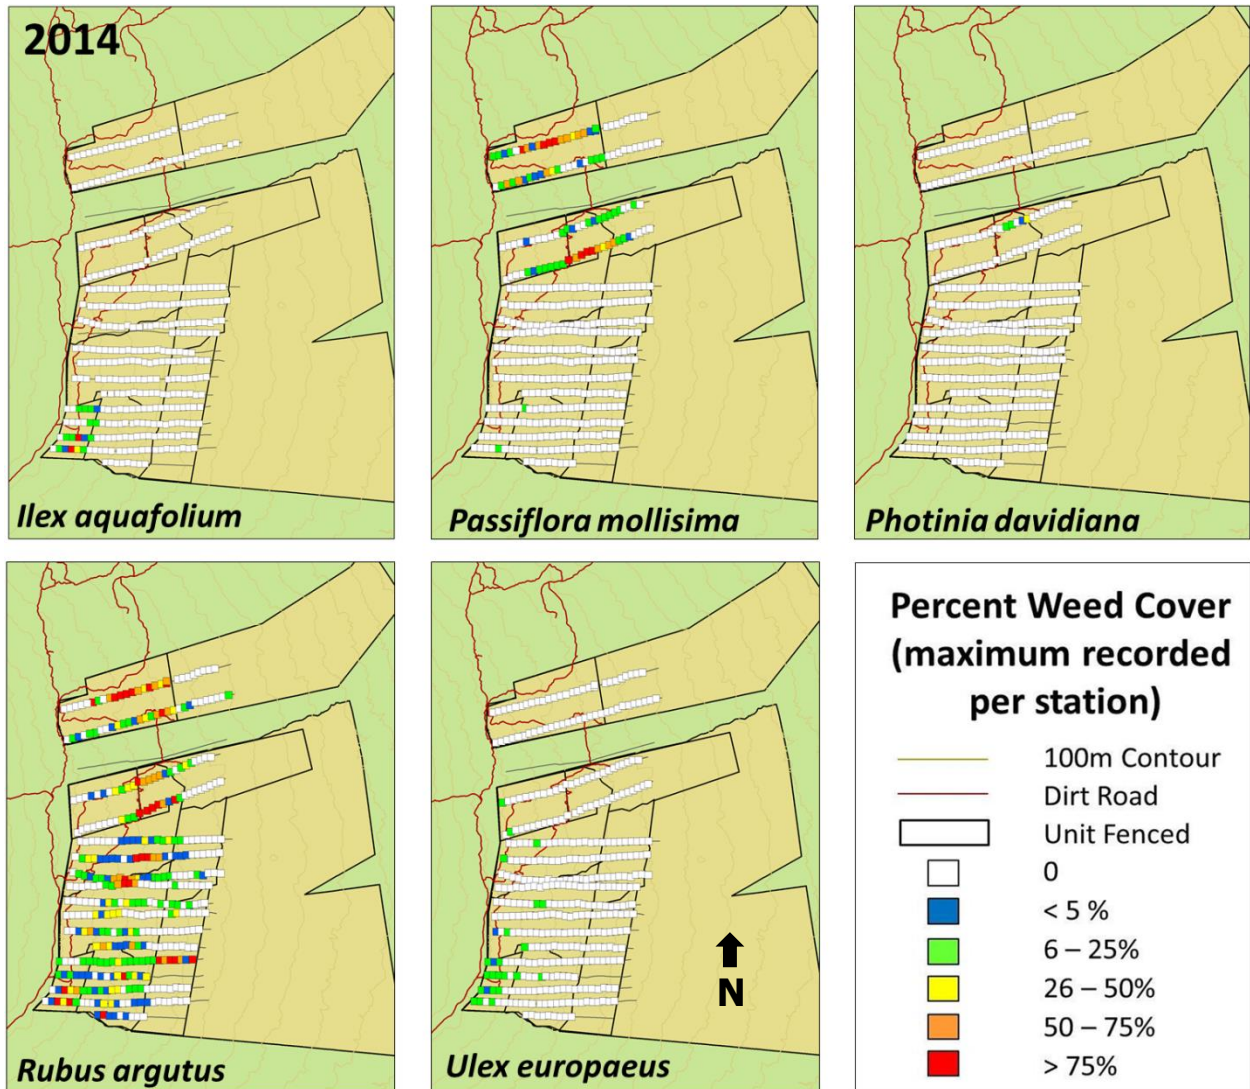 2014
Ilex aquafolium
Passiflora mollisima
Photinia davidiana
Rubus argutus
Ulex europaeus
N
Percent Weed Cover
(maximum recorded
per station)
100m Contour
Dirt Road
Unit Fenced
0
< 5 %
6 – 25%
26 – 50%
50 – 75%
> 75%